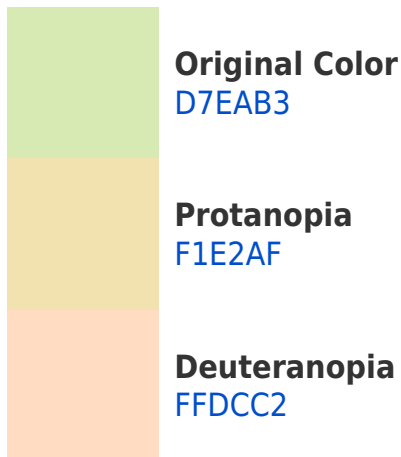 Original Color
D7EAB3
Protanopia
F1E2AF
Deuteranopia
FFDCC2